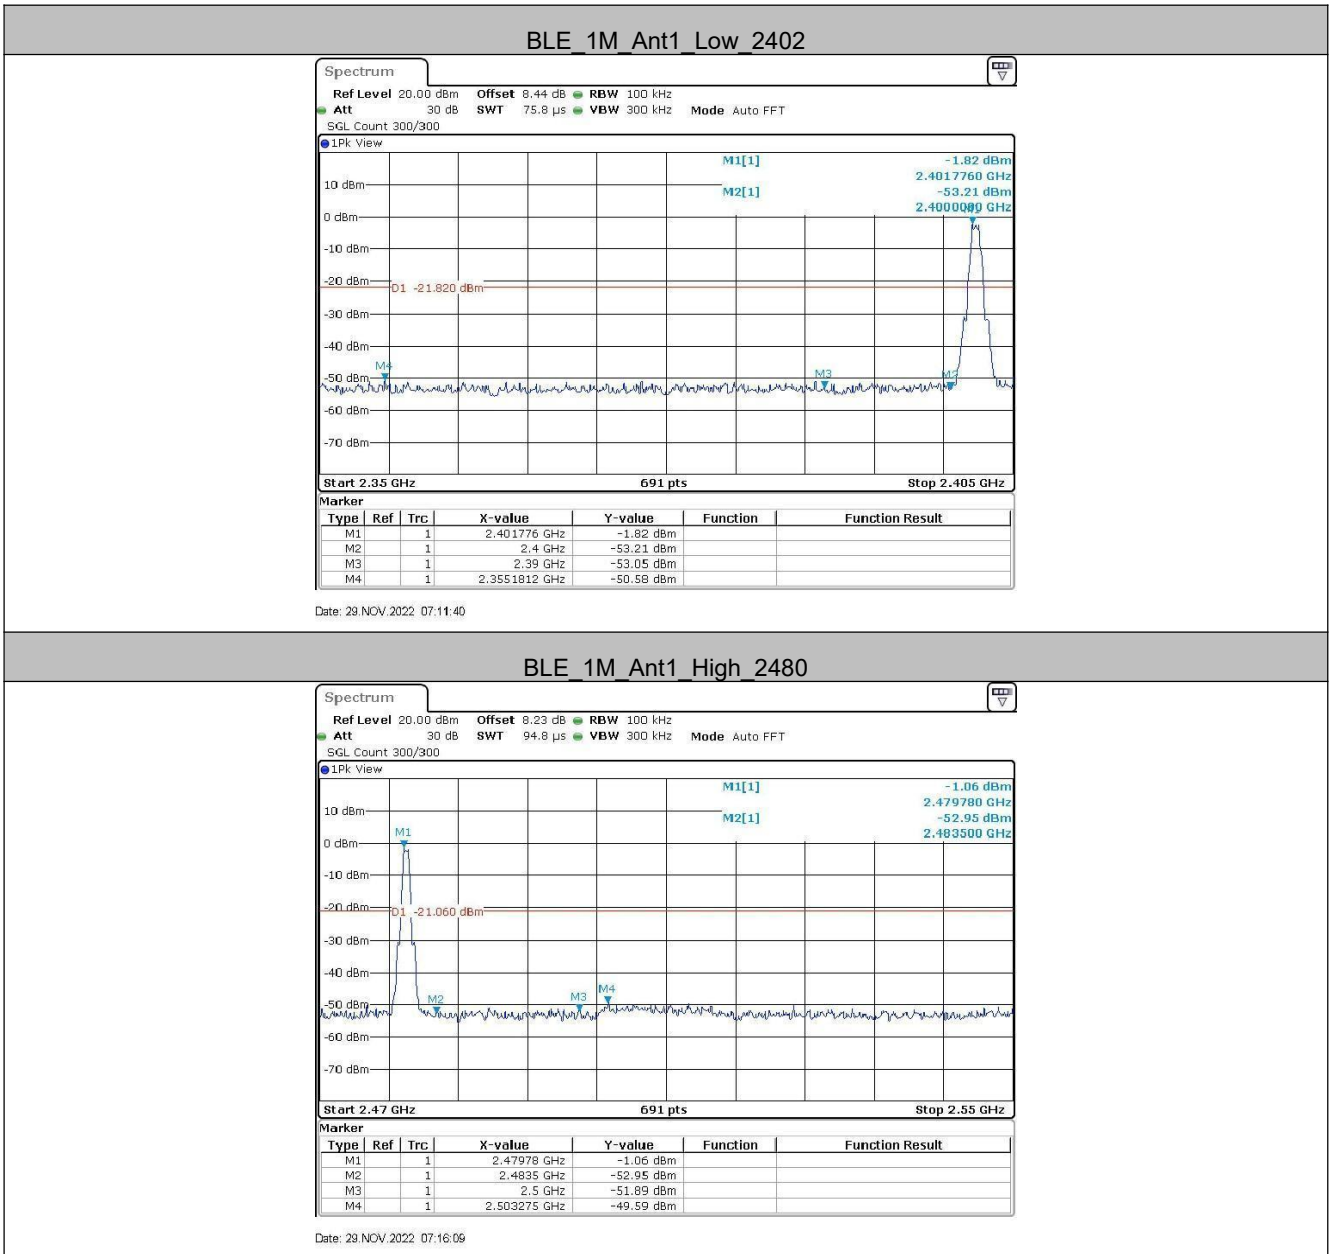 BLE_1M_Ant1_Low_2402
Spectrum
Ref Level 20.00 dBm Offset 8.44 dB RBW 100 kHz
Att 30 dB SWT 75.8 µs VBW 300 kHz Mode Auto FFT
SGL Count 300/300
1Pk View
M1[1] -1.82 dBm
2.4017760 GHz
10 dBm
M2[1] -53.21 dBm
2.4000000 GHz
0 dBm
-10 dBm
-20 dBm
D1 -21.820 dBm
-30 dBm
-40 dBm
M4
M3
M2
-50 dBm
-60 dBm
-70 dBm
Start 2.35 GHz 691 pts Stop 2.405 GHz
Marker
Type Ref Trc X-value Y-value Function Function Result
M1 1 2.401776 GHz -1.82 dBm
M2 1 2.4 GHz -53.21 dBm
M3 1 2.39 GHz -53.05 dBm
M4 1 2.3551812 GHz -50.58 dBm
Date: 29.NOV.2022 07:11:40
BLE_1M_Ant1_High_2480
Spectrum
Ref Level 20.00 dBm Offset 8.23 dB RBW 100 kHz
Att 30 dB SWT 94.8 µs VBW 300 kHz Mode Auto FFT
SGL Count 300/300
1Pk View
M1[1] -1.06 dBm
2.479780 GHz
10 dBm
M2[1] -52.95 dBm
2.483500 GHz
M1
0 dBm
-10 dBm
-20 dBm
D1 -21.060 dBm
-30 dBm
-40 dBm
M4
M3
M2
-50 dBm
-60 dBm
-70 dBm
Start 2.47 GHz 691 pts Stop 2.55 GHz
Marker
Type Ref Trc X-value Y-value Function Function Result
M1 1 2.47978 GHz -1.06 dBm
M2 1 2.4835 GHz -52.95 dBm
M3 1 2.5 GHz -51.89 dBm
M4 1 2.503275 GHz -49.59 dBm
Date: 29.NOV.2022 07:16:09